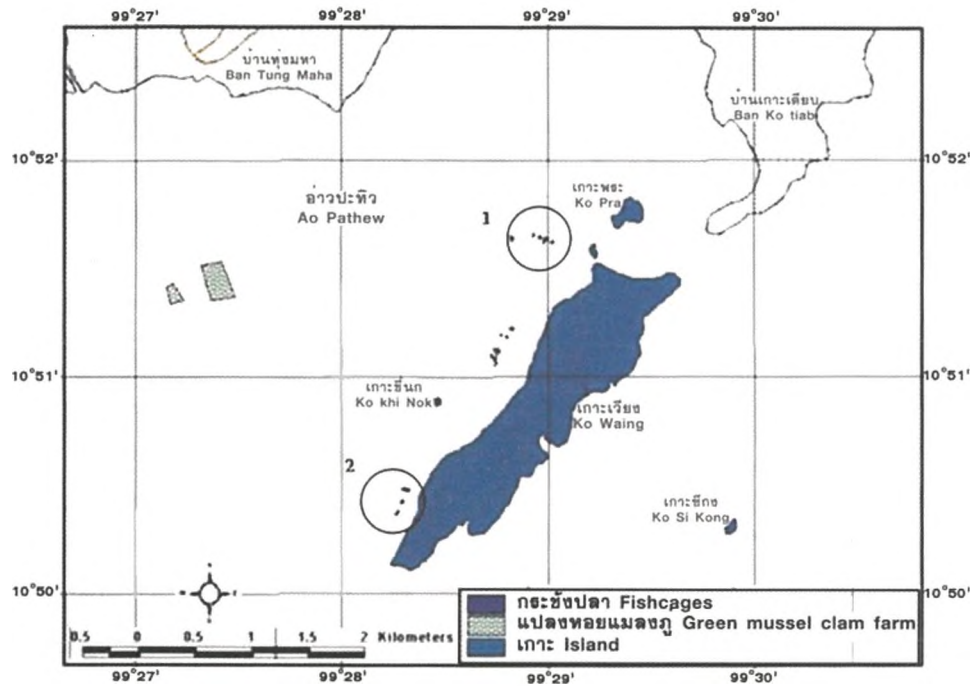 99°27' 99°28' 99°29' 99°30'
บ้านทุ่งมหา
Ban Tung Maha
บ้านเกาะเตียบ
Ban Ko tiab
10°52' 10°52'
อ่าวปะทิว
Ao Pathew
เกาะพระ
Ko Pra
1
10°51' 10°51'
เกาะขี้นก
Ko khi Nok
เกาะเวียง
Ko Waing
2
เกาะซีกง
Ko Si Kong
10°50' 10°50'
กระชังปลา Fishcages
แปลงหอยแมลงภู่ Green mussel clam farm
เกาะ Island
0.5 0 0.5 1 1.5 2 Kilometers
99°27' 99°28' 99°29' 99°30'